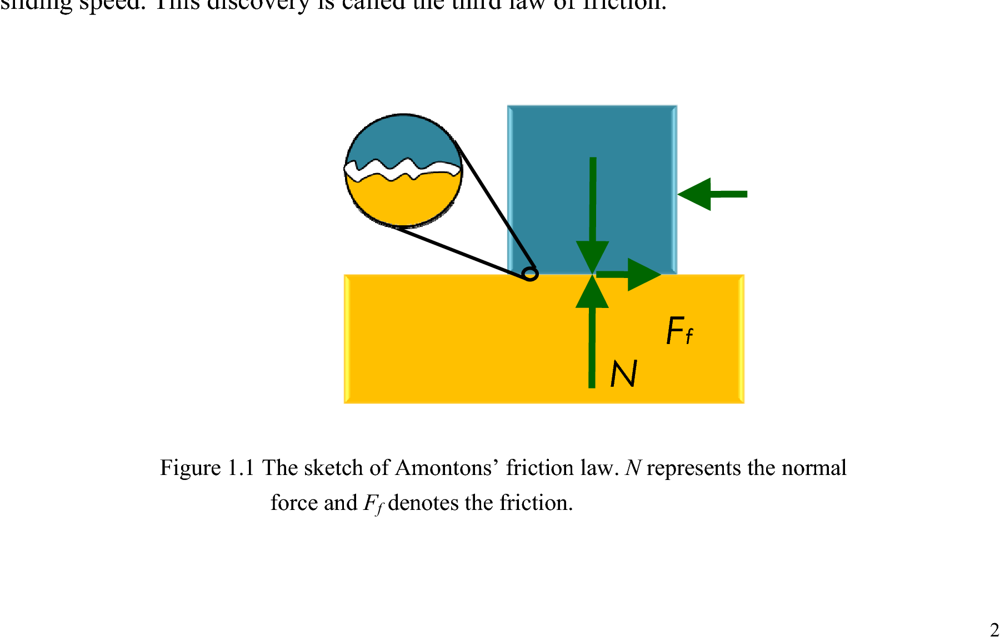 sliding speed. This discovery is called the third law of friction.
Ff
N
Figure 1.1 The sketch of Amontons’ friction law. N represents the normal
force and Ff denotes the friction.
2